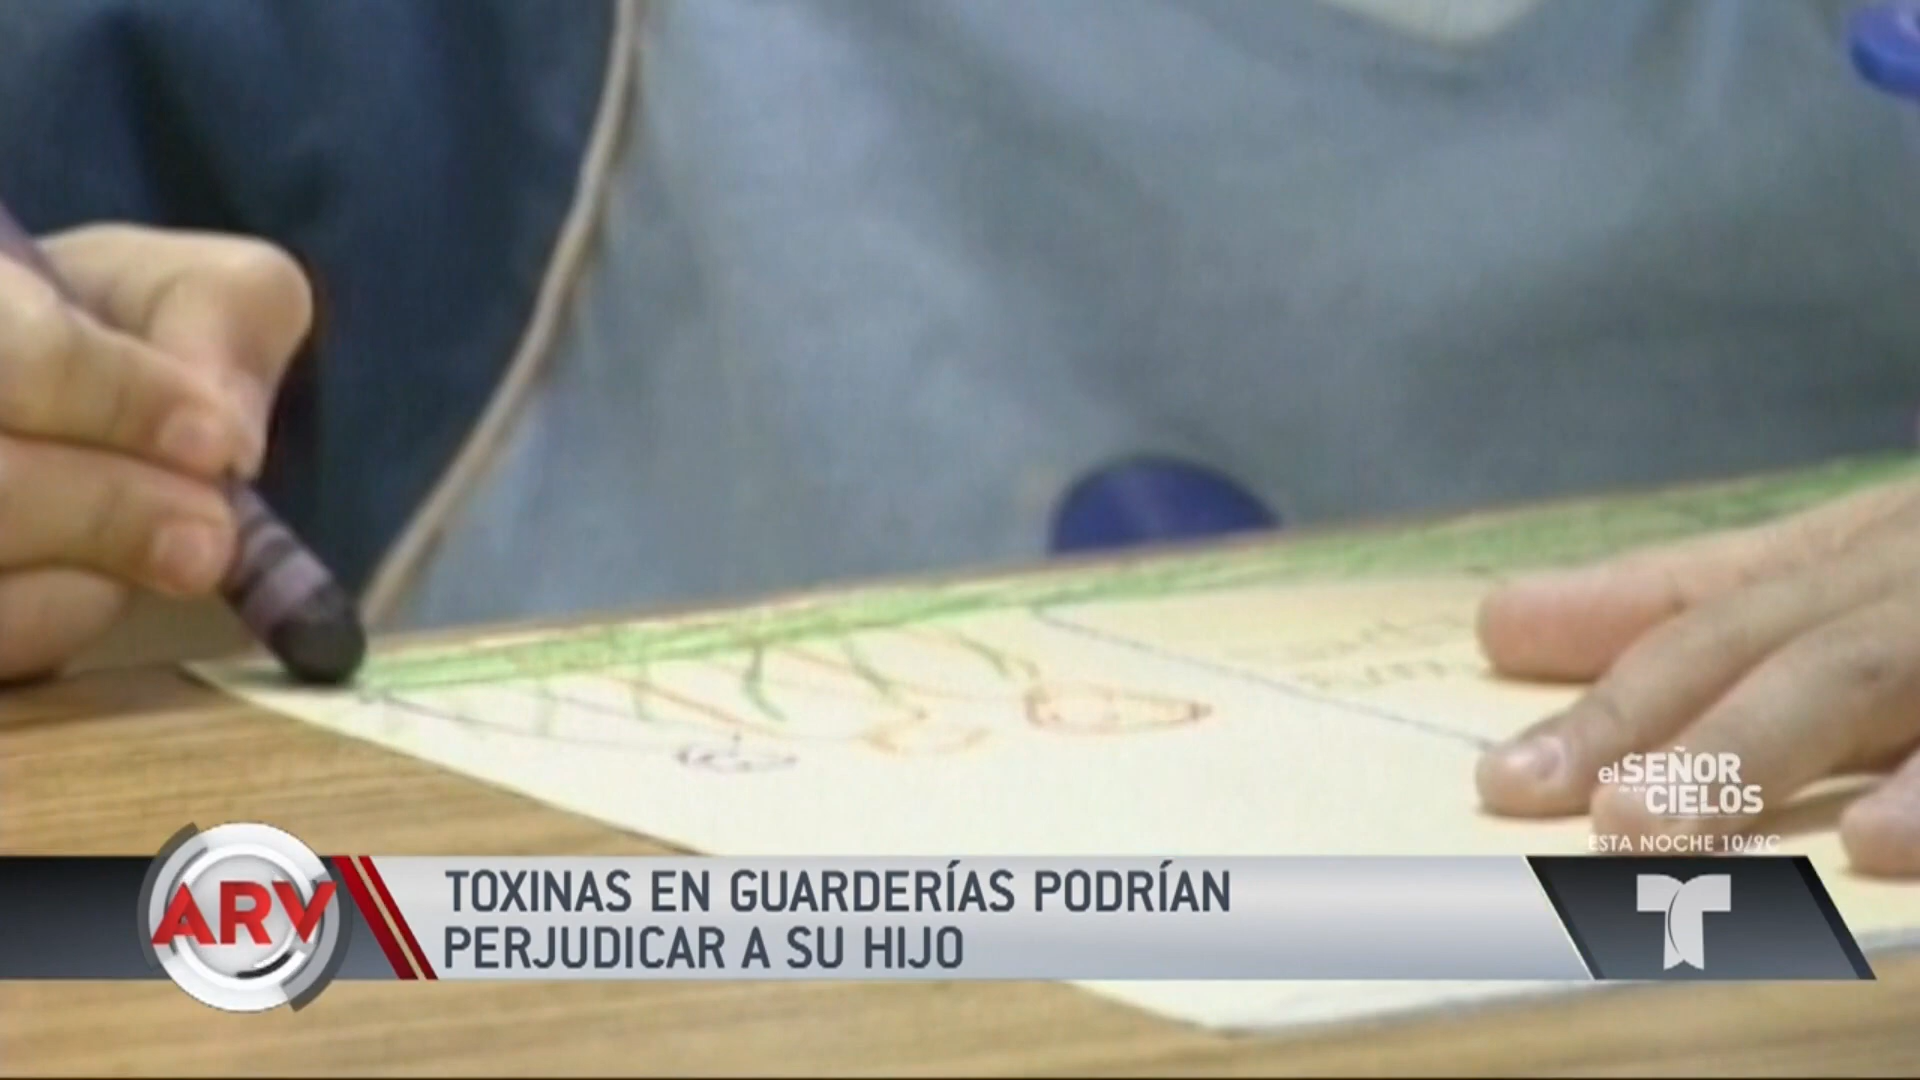 el SEÑOR
CIELOS
ESTA NOCHE 10/9C
ARV
TOXINAS EN GUARDERÍAS PODRÍAN
PERJUDICAR A SU HIJO